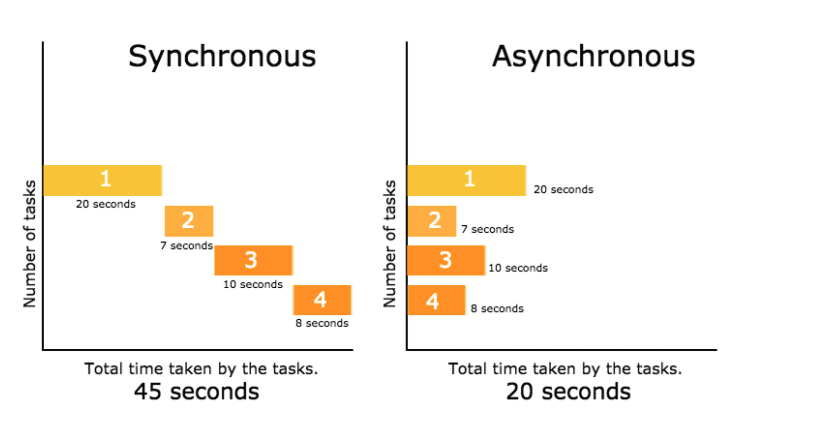 Synchronous
Number of tasks
1
20 seconds
2
7 seconds
3
10 seconds
4
8 seconds
Total time taken by the tasks.
45 seconds
Asynchronous
Number of tasks
1
20 seconds
2
7 seconds
3
10 seconds
4
8 seconds
Total time taken by the tasks.
20 seconds